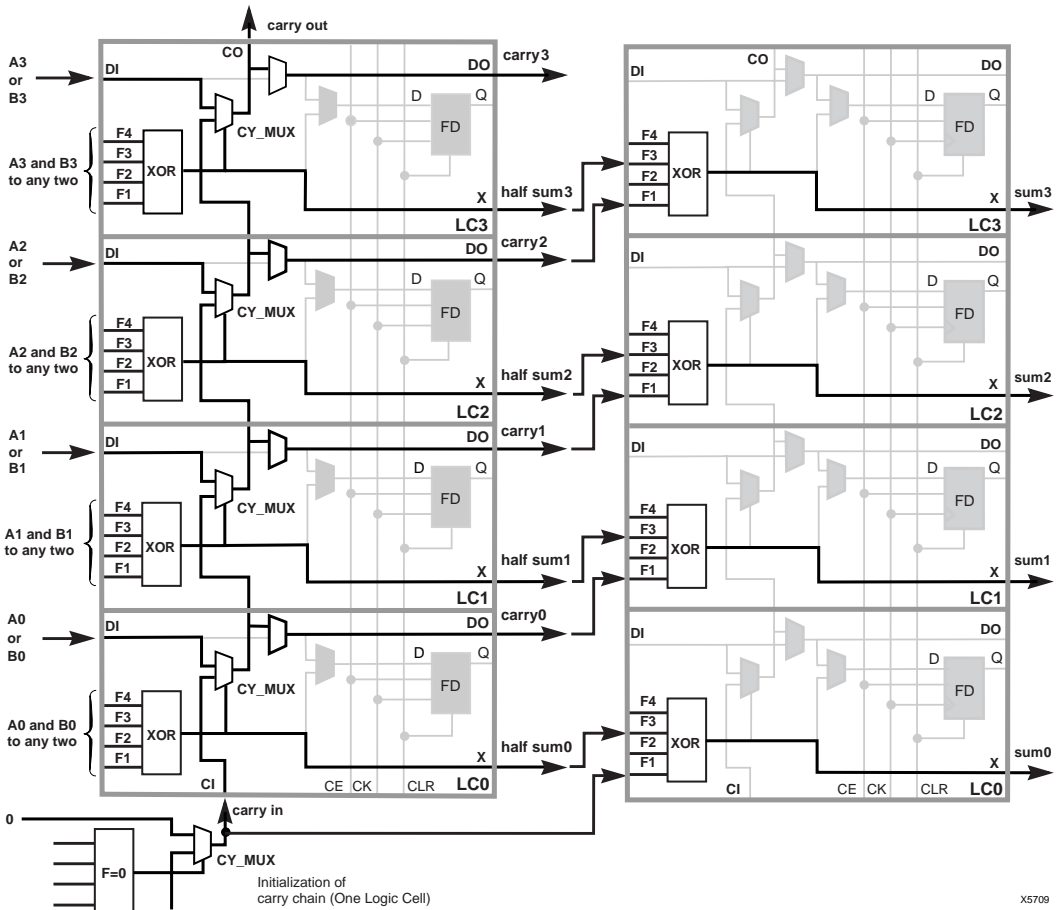 carry out
CO
A3
or
B3
DI
DO
carry3
D
Q
FD
CY_MUX
A3 and B3
to any two
F4
F3
F2
F1
XOR
X
half sum3
LC3
A2
or
B2
DI
DO
carry2
D
Q
FD
CY_MUX
A2 and B2
to any two
F4
F3
F2
F1
XOR
X
half sum2
LC2
A1
or
B1
DI
DO
carry1
D
Q
FD
CY_MUX
A1 and B1
to any two
F4
F3
F2
F1
XOR
X
half sum1
LC1
A0
or
B0
DI
DO
carry0
D
Q
FD
CY_MUX
A0 and B0
to any two
F4
F3
F2
F1
XOR
X
half sum0
CI
CE
CK
CLR
LC0
carry in
0
F=0
CY_MUX
Initialization of
carry chain (One Logic Cell)
CO
DI
DO
D
Q
FD
F4
F3
F2
F1
XOR
X
sum3
LC3
DI
DO
D
Q
FD
F4
F3
F2
F1
XOR
X
sum2
LC2
DI
DO
D
Q
FD
F4
F3
F2
F1
XOR
X
sum1
LC1
DI
DO
D
Q
FD
F4
F3
F2
F1
XOR
X
sum0
CI
CE
CK
CLR
LC0
X5709